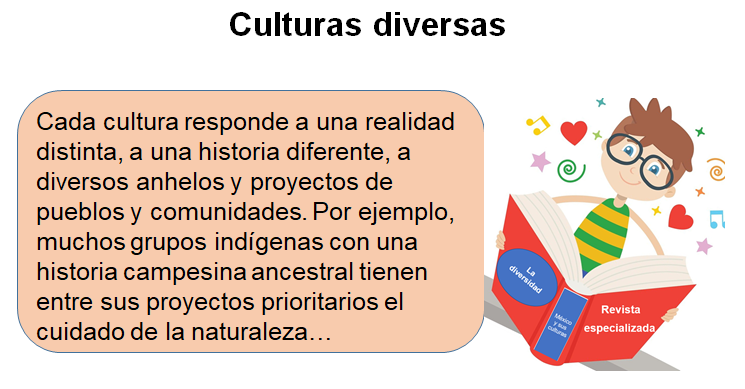 Culturas diversas
Cada cultura responde a una realidad
distinta, a una historia diferente, a
diversos anhelos y proyectos de
pueblos y comunidades. Por ejemplo,
muchos grupos indígenas con una
historia campesina ancestral tienen
entre sus proyectos prioritarios el
cuidado de la naturaleza…
La
diversidad
México
y sus
culturas
Revista
especializada